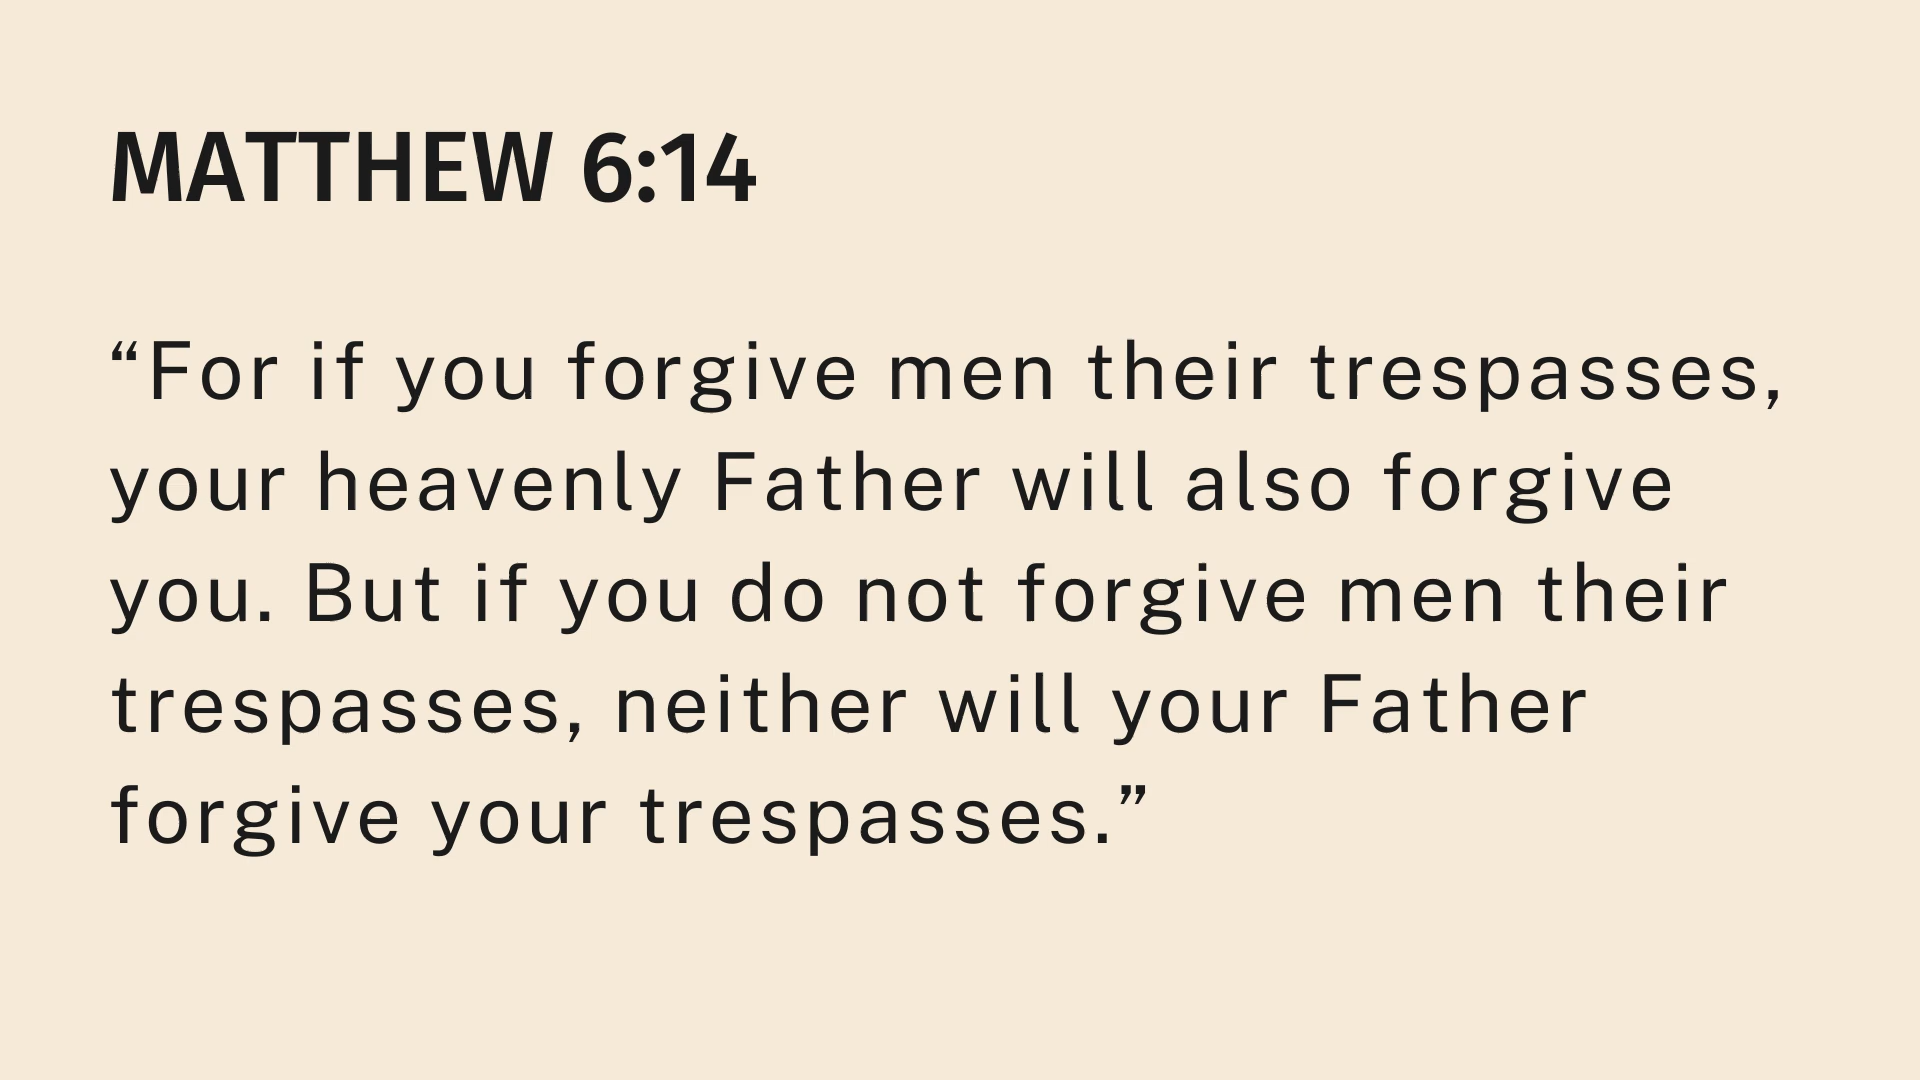 MATTHEW 6:14
“For if you forgive men their trespasses,
your heavenly Father will also forgive
you. But if you do not forgive men their
trespasses, neither will your Father
forgive your trespasses.”